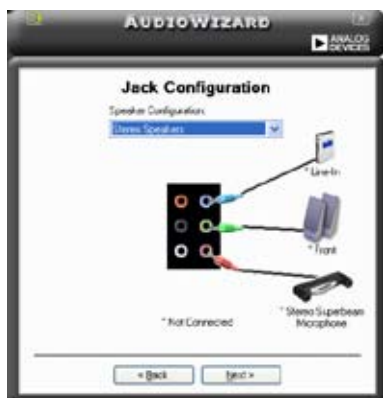 AUDIOWIZARD
ANALOG
DEVICES
Jack Configuration
Speaker Configuration:
Stereo Speakers
* Line-In
* Front
* Stereo Superbeam
Microphone
* Not Connected
< Back
Next >